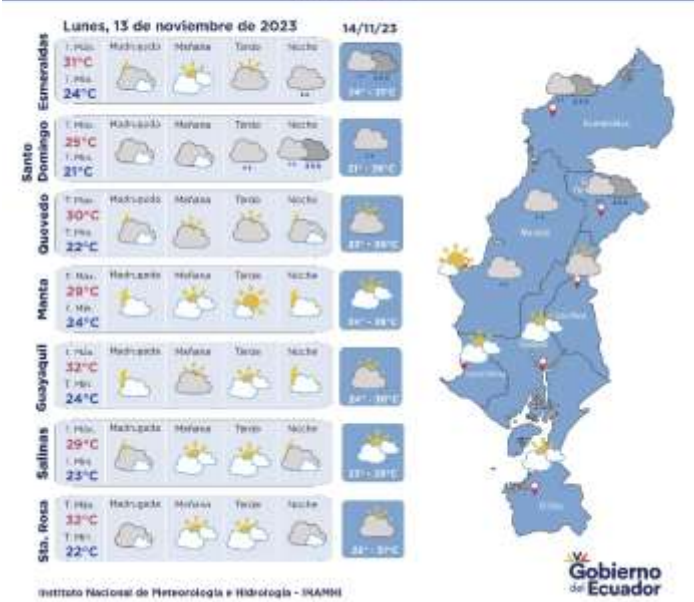 Lunes, 13 de noviembre de 2023
14/11/23
Esmeraldas
T. Máx. Madrugada Mañana Tarde Noche
31°C
T. Mín.
24°C
Santo Domingo
T. Máx. Madrugada Mañana Tarde Noche
25°C
T. Mín.
21°C
Quevedo
T. Máx. Madrugada Mañana Tarde Noche
30°C
T. Mín.
22°C
Manta
T. Máx. Madrugada Mañana Tarde Noche
29°C
T. Mín.
24°C
Guayaquil
T. Máx. Madrugada Mañana Tarde Noche
32°C
T. Mín.
24°C
Salinas
T. Máx. Madrugada Mañana Tarde Noche
29°C
T. Mín.
23°C
Sta. Rosa
T. Máx. Madrugada Mañana Tarde Noche
32°C
T. Mín.
22°C
Esmeraldas
Manabí
El Oro
Gobierno
del Ecuador
Instituto Nacional de Meteorología e Hidrología - INAMHI